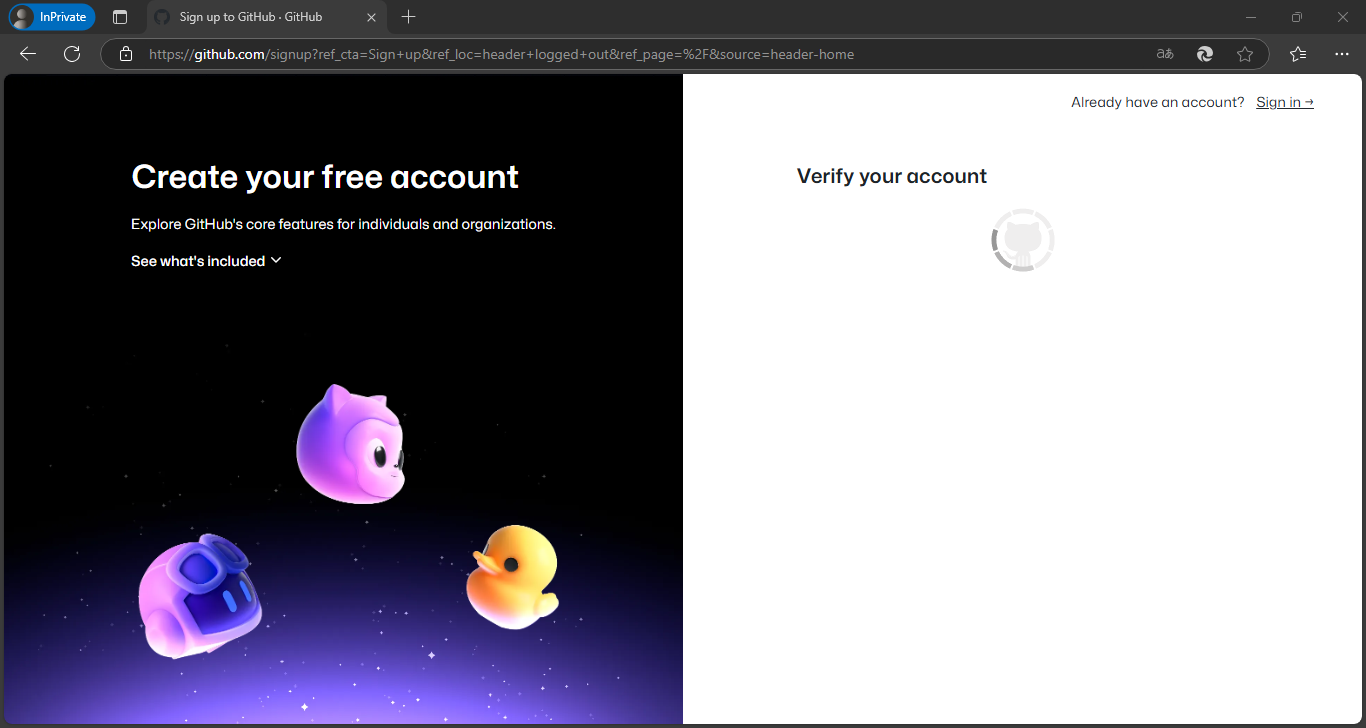 InPrivate
Sign up to GitHub · GitHub
https://github.com/signup?ref_cta=Sign+up&ref_loc=header+logged+out&ref_page=%2F&source=header-home
aあ
Already have an account? Sign in →
Create your free account
Explore GitHub's core features for individuals and organizations.
See what's included
Verify your account